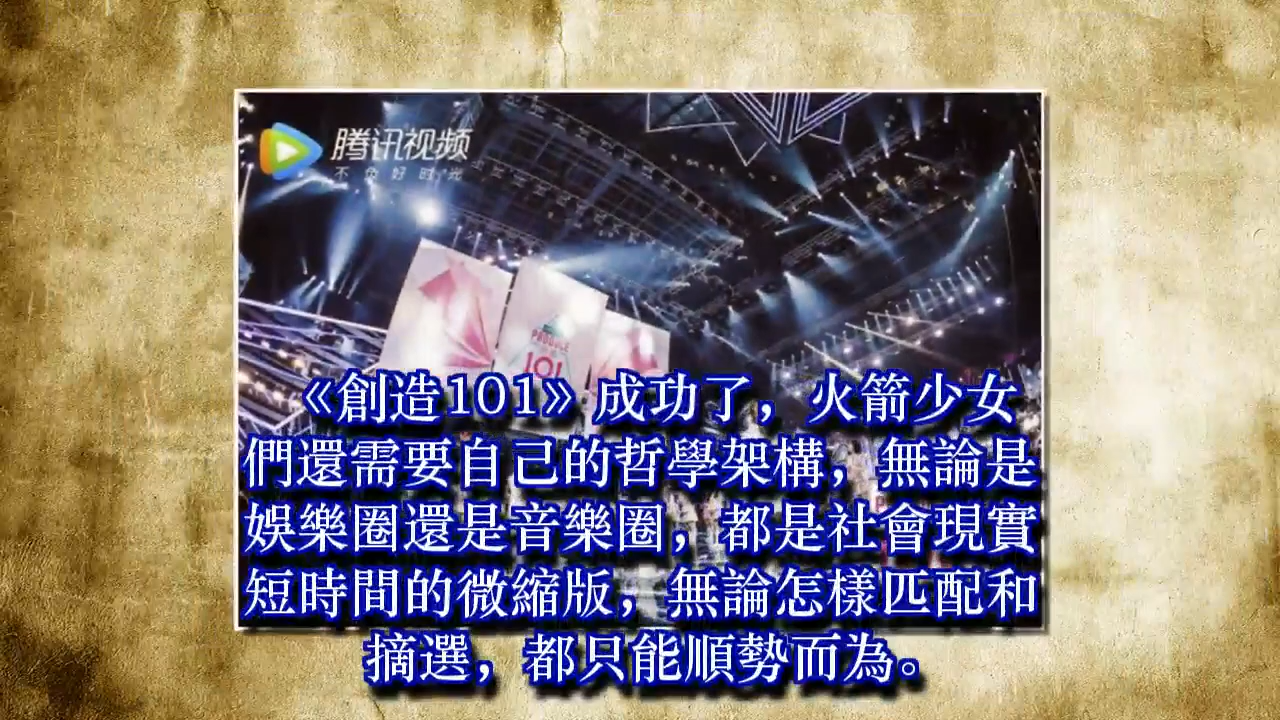 腾讯视频
不负好时光
PRODUCE
101
《創造101》成功了，火箭少女
們還需要自己的哲學架構，無論是
娛樂圈還是音樂圈，都是社會現實
短時間的微縮版，無論怎樣匹配和
摘選，都只能順勢而為。